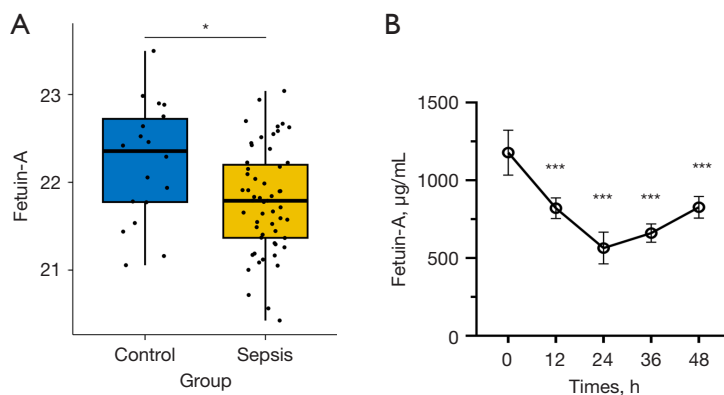 A
*
Fetuin-A
23
22
21
Control Sepsis
Group
B
Fetuin-A, μg/mL
1500
1000
500
0
*** *** *** ***
0 12 24 36 48
Times, h